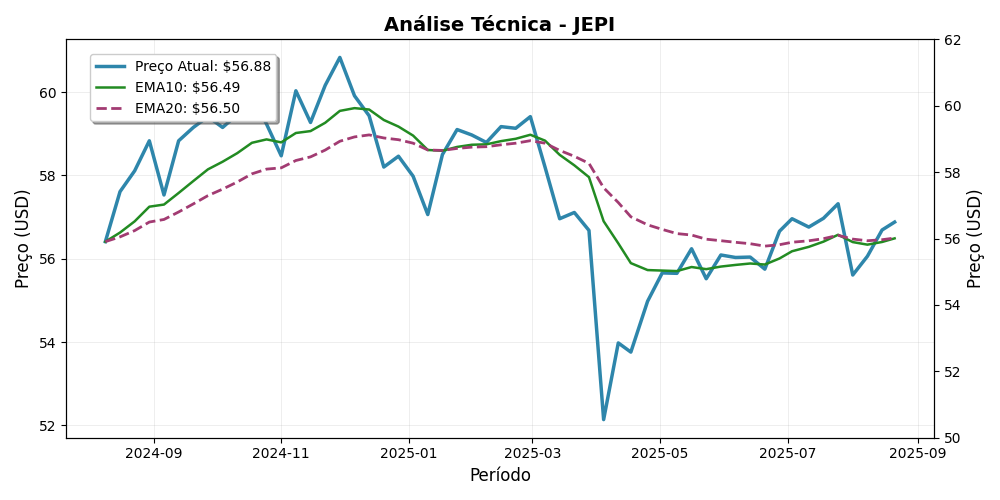 Análise Técnica - JEPI
Preço Atual: $56.88
EMA10: $56.49
EMA20: $56.50
Preço (USD)
60
58
56
54
52
62
60
58
56
54
52
50
Preço (USD)
2024-09
2024-11
2025-01
2025-03
2025-05
2025-07
2025-09
Período